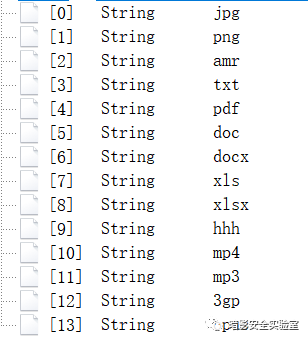 [0] String jpg
[1] String png
[2] String amr
[3] String txt
[4] String pdf
[5] String doc
[6] String docx
[7] String xls
[8] String xlsx
[9] String hhh
[10] String mp4
[11] String mp3
[12] String 3gp
[13] String
暗影安全实验室